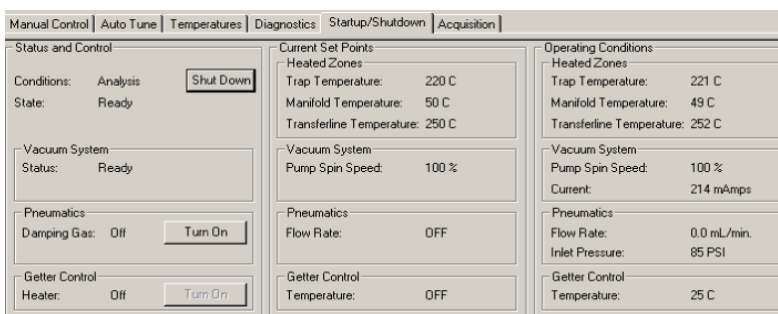 Manual Control Auto Tune Temperatures Diagnostics Startup/Shutdown Acquisition
Status and Control
Conditions: Analysis Shut Down
State: Ready
Vacuum System
Status: Ready
Pneumatics
Damping Gas: Off Turn On
Getter Control
Heater: Off Turn On
Current Set Points
Heated Zones
Trap Temperature: 220 C
Manifold Temperature: 50 C
Transferline Temperature: 250 C
Vacuum System
Pump Spin Speed: 100 %
Pneumatics
Flow Rate: OFF
Getter Control
Temperature: OFF
Operating Conditions
Heated Zones
Trap Temperature: 221 C
Manifold Temperature: 49 C
Transferline Temperature: 252 C
Vacuum System
Pump Spin Speed: 100 %
Current: 214 mAmps
Pneumatics
Flow Rate: 0.0 mL/min.
Inlet Pressure: 85 PSI
Getter Control
Temperature: 25 C